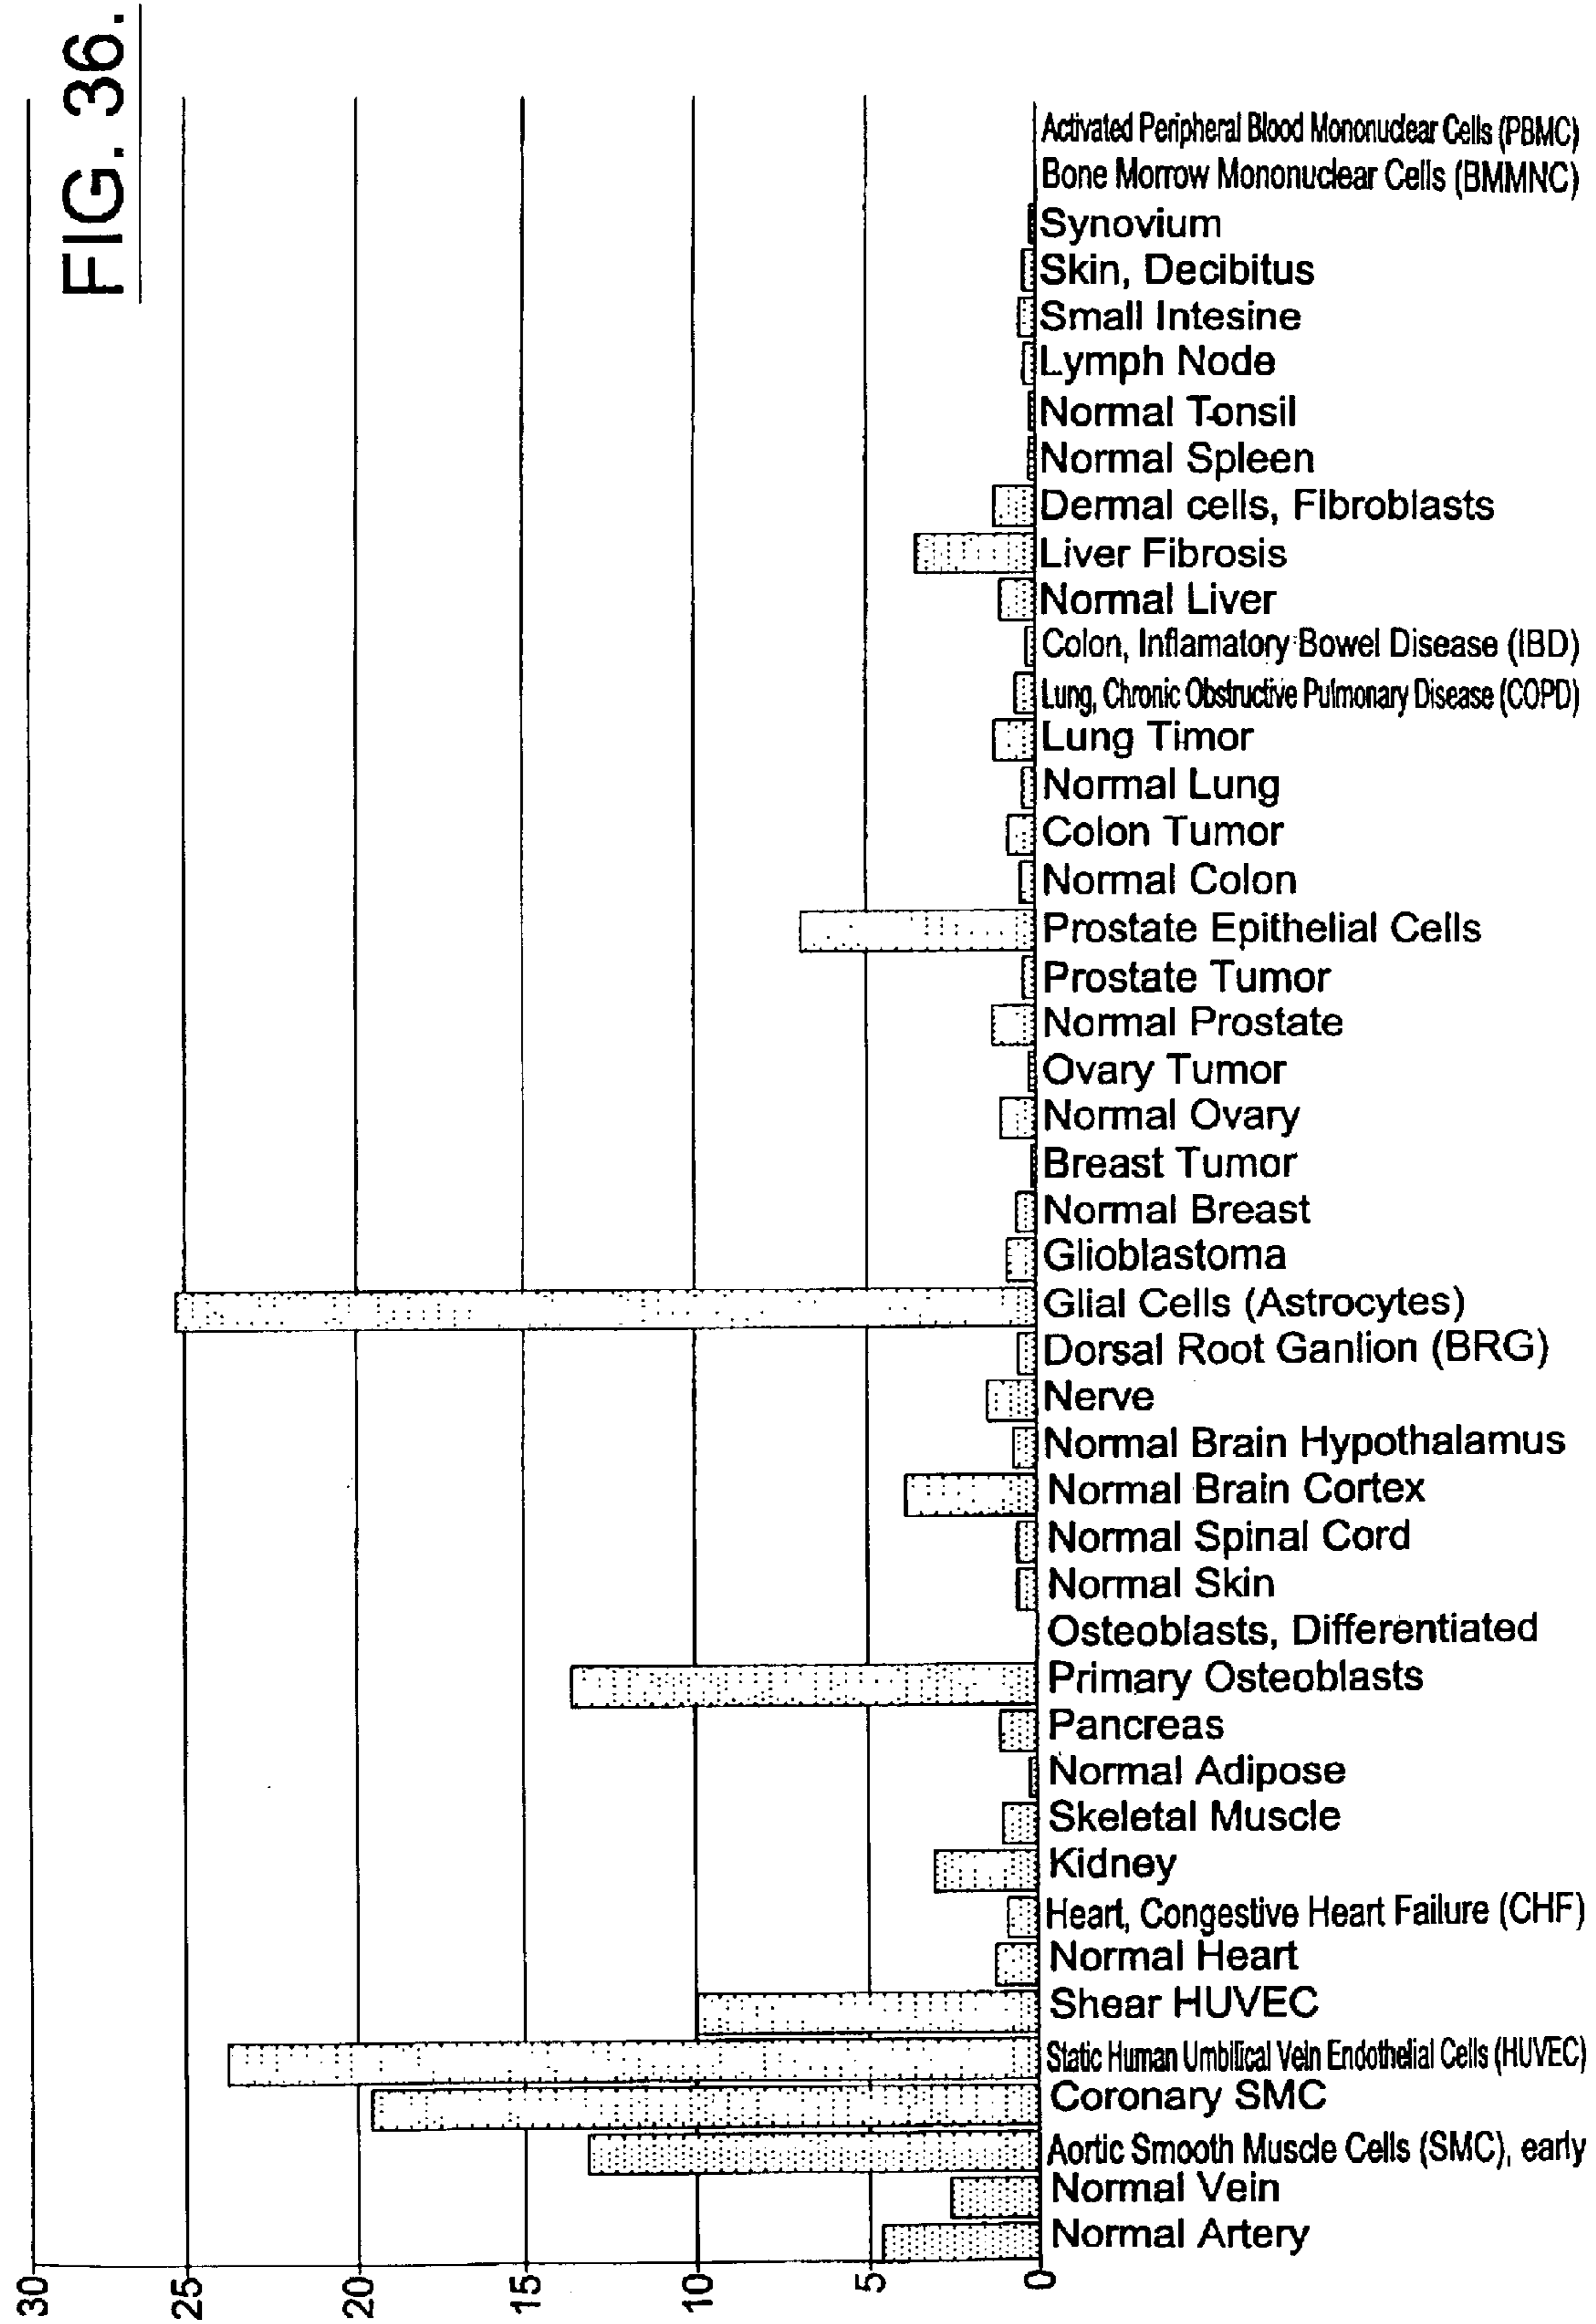 FIG. 36.
Activated Peripheral Blood Mononuclear Cells (PBMC)
Bone Morrow Mononuclear Cells (BMMNC)
Synovium
Skin, Decibitus
Small Intesine
Lymph Node
Normal Tonsil
Normal Spleen
Dermal cells, Fibroblasts
Liver Fibrosis
Normal Liver
Colon, Inflamatory Bowel Disease (IBD)
Lung, Chronic Obstructive Pulmonary Disease (COPD)
Lung Timor
Normal Lung
Colon Tumor
Normal Colon
Prostate Epithelial Cells
Prostate Tumor
Normal Prostate
Ovary Tumor
Normal Ovary
Breast Tumor
Normal Breast
Glioblastoma
Glial Cells (Astrocytes)
Dorsal Root Ganlion (BRG)
Nerve
Normal Brain Hypothalamus
Normal Brain Cortex
Normal Spinal Cord
Normal Skin
Osteoblasts, Differentiated
Primary Osteoblasts
Pancreas
Normal Adipose
Skeletal Muscle
Kidney
Heart, Congestive Heart Failure (CHF)
Normal Heart
Shear HUVEC
Static Human Umbilical Vein Endothelial Cells (HUVEC)
Coronary SMC
Aortic Smooth Muscle Cells (SMC), early
Normal Vein
Normal Artery
30
25
20
15
10
5
0